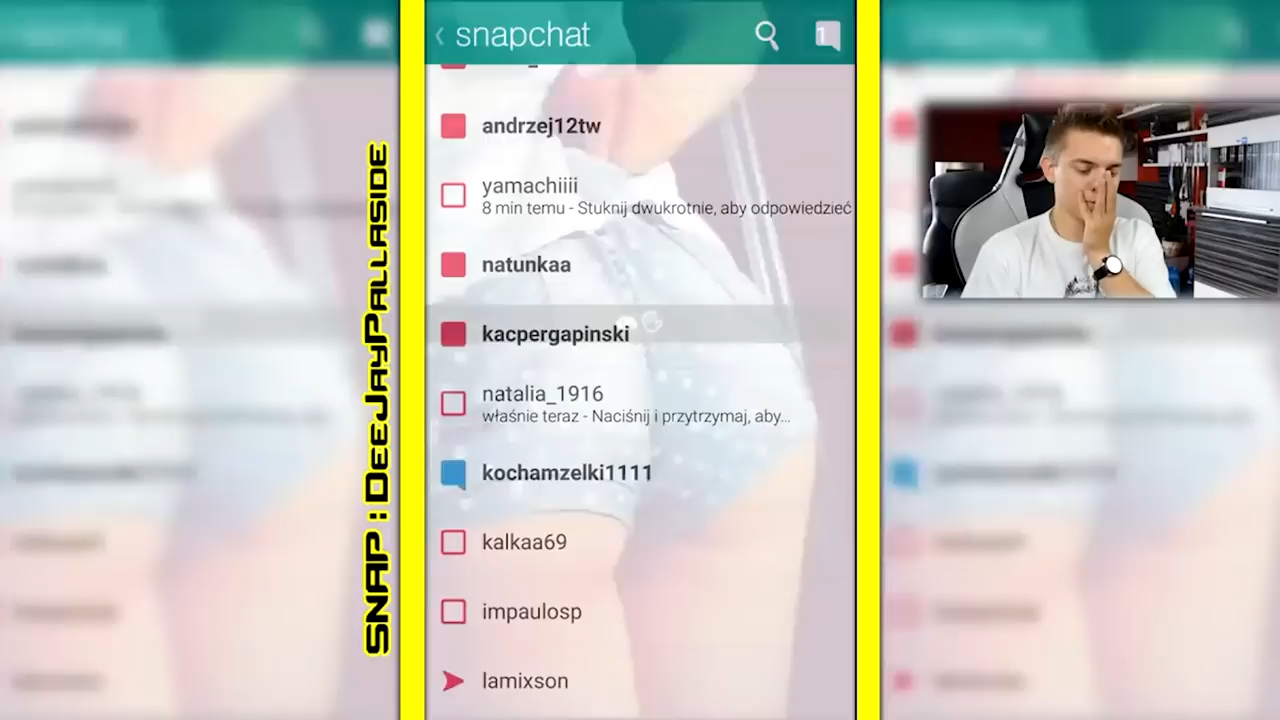 snapchat
1
andrzej12tw
yamachiiii
8 min temu - Stuknij dwukrotnie, aby odpowiedzieć
natunkaa
kacpergapinski
natalia_1916
właśnie teraz - Naciśnij i przytrzymaj, aby...
kochamzelki1111
kalkaa69
impaulosp
lamixson
SNAP : DeeJayPallaside